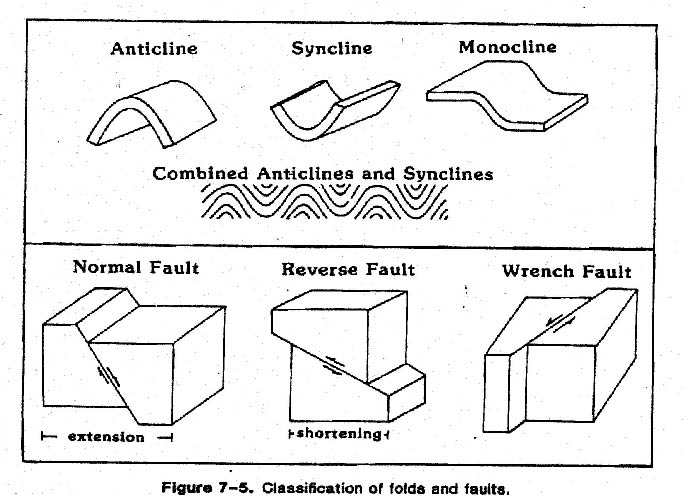 Anticline Syncline Monocline
Combined Anticlines and Synclines
Normal Fault Reverse Fault Wrench Fault
extension shortening
Figure 7-5. Classification of folds and faults.